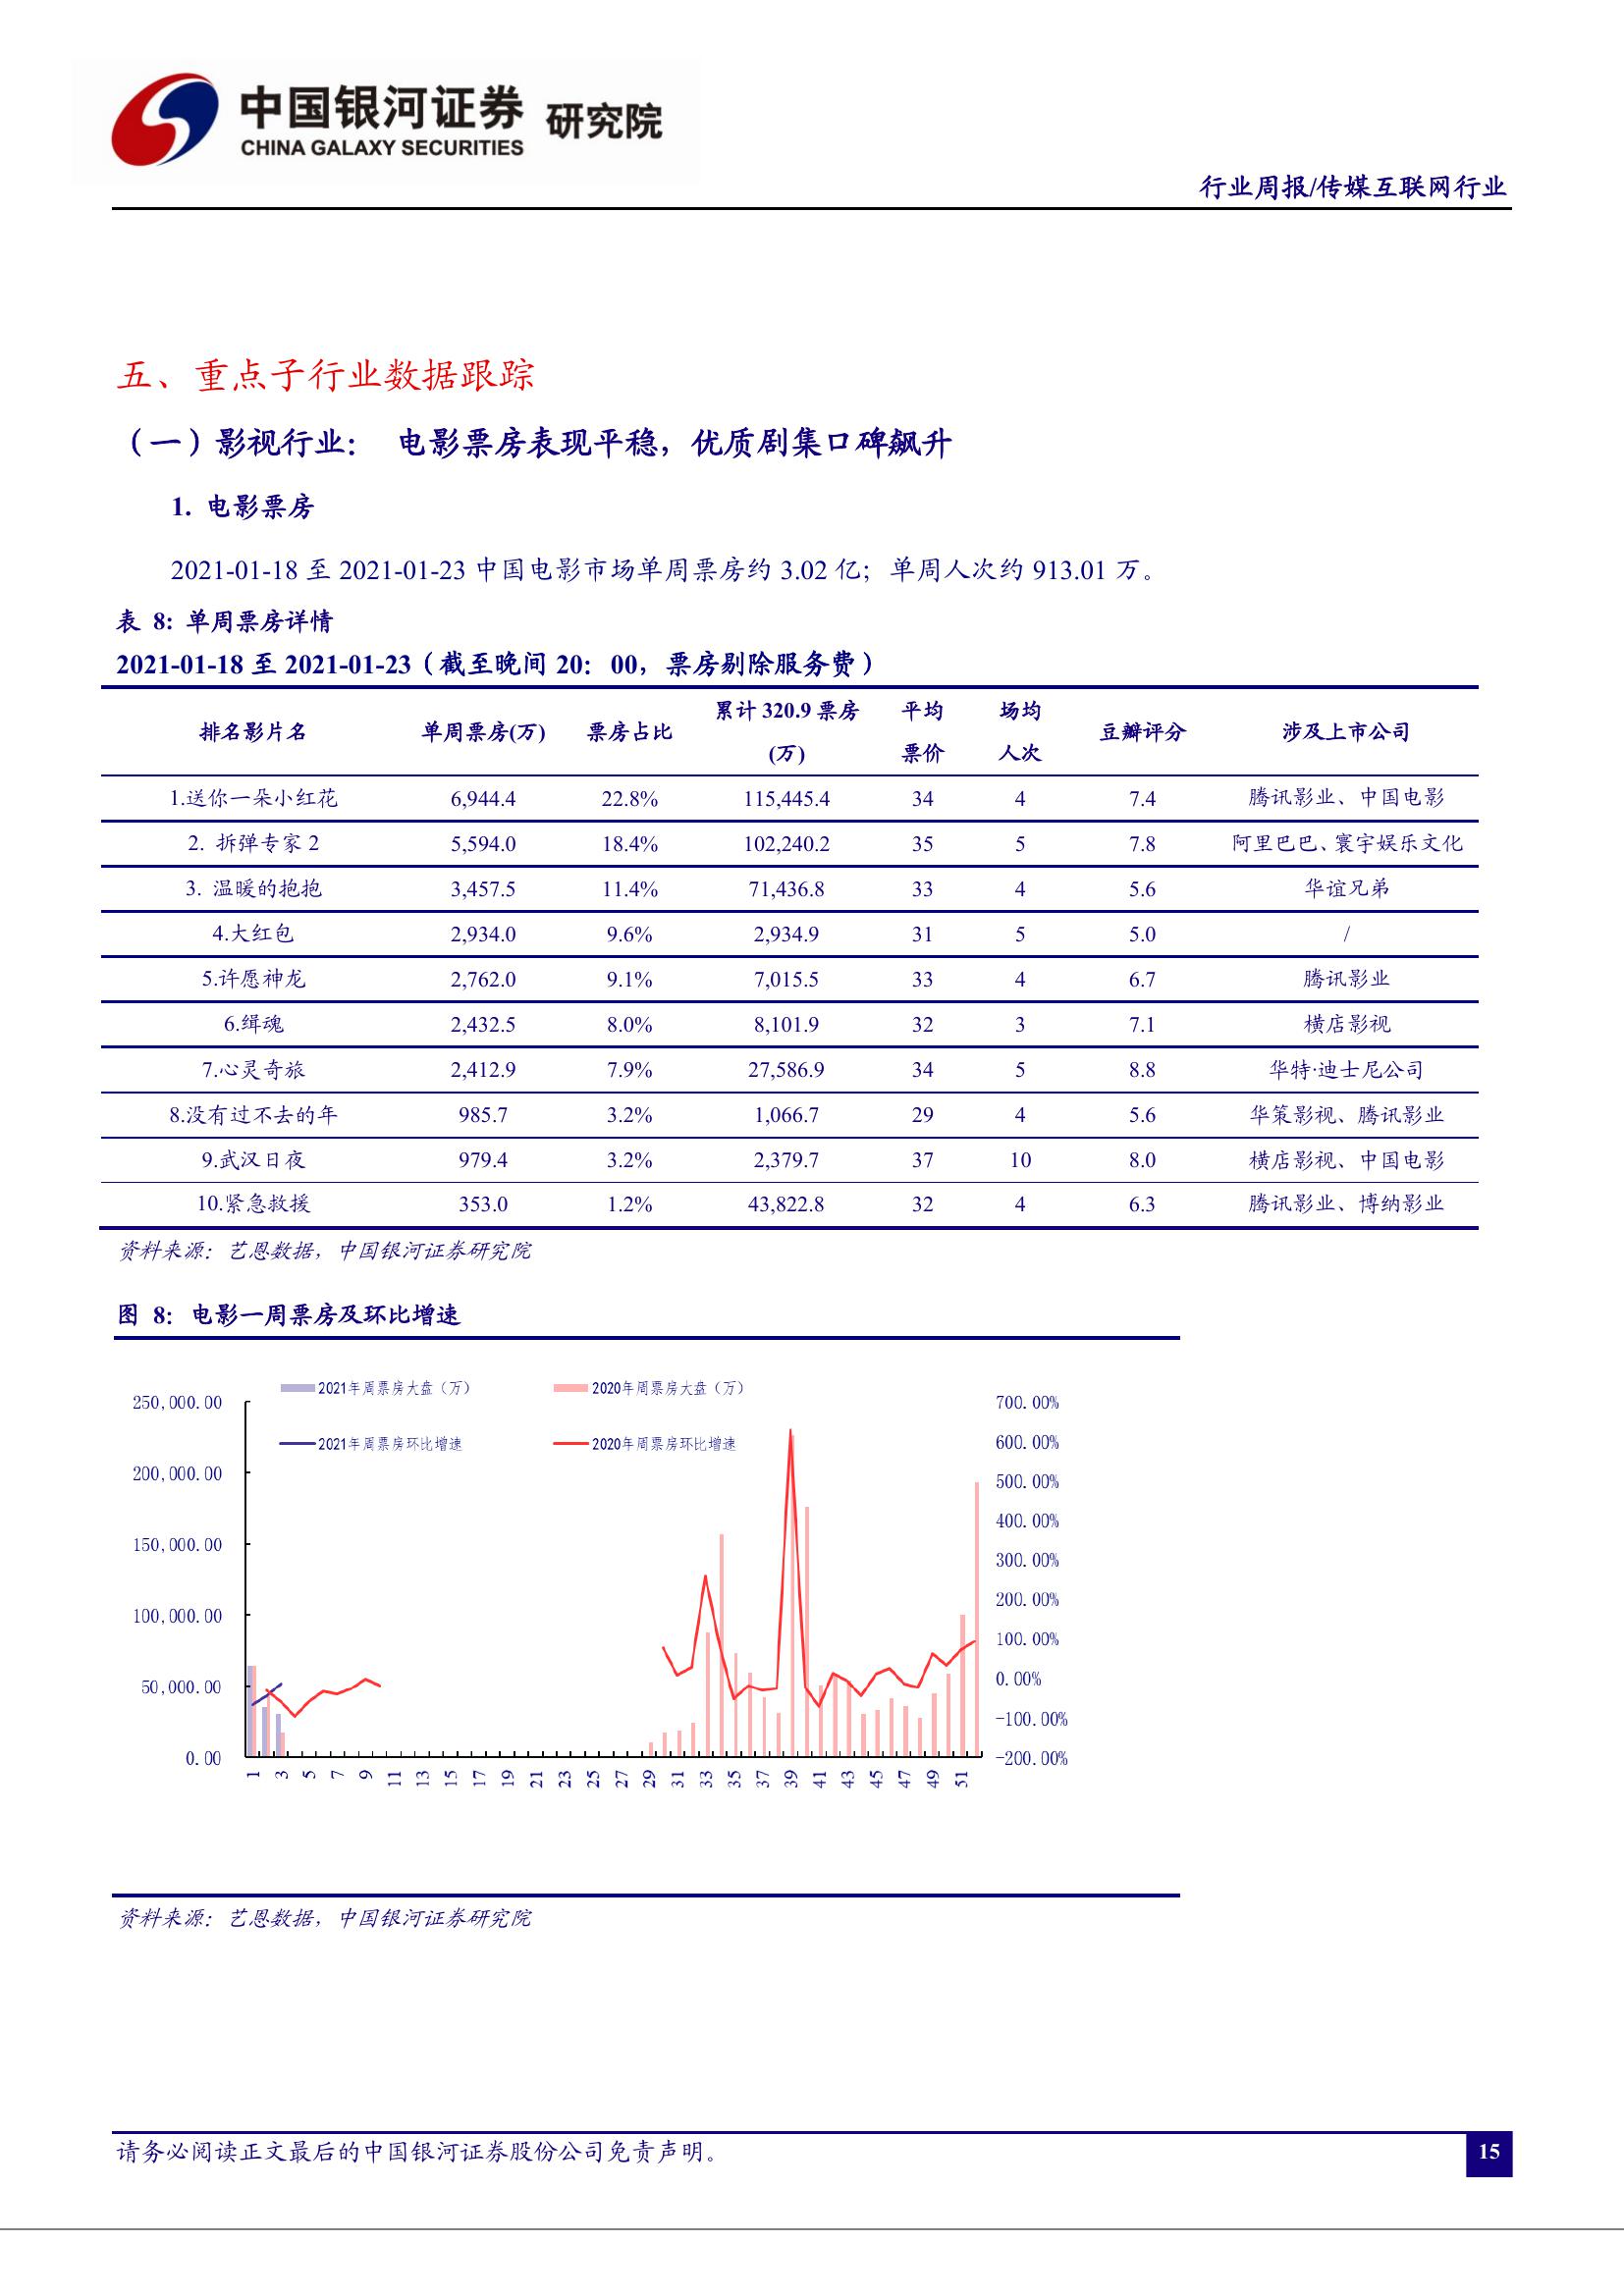 中国银河证券 研究院
CHINA GALAXY SECURITIES
行业周报/传媒互联网行业
五、重点子行业数据跟踪
（一）影视行业： 电影票房表现平稳，优质剧集口碑飙升
1. 电影票房
2021-01-18 至 2021-01-23 中国电影市场单周票房约 3.02 亿；单周人次约 913.01 万。
表 8: 单周票房详情
2021-01-18 至 2021-01-23（截至晚间 20：00，票房剔除服务费）
排名影片名 单周票房(万) 票房占比 累计 320.9 票房(万) 平均票价 场均人次 豆瓣评分 涉及上市公司
1.送你一朵小红花 6,944.4 22.8% 115,445.4 34 4 7.4 腾讯影业、中国电影
2. 拆弹专家 2 5,594.0 18.4% 102,240.2 35 5 7.8 阿里巴巴、寰宇娱乐文化
3. 温暖的抱抱 3,457.5 11.4% 71,436.8 33 4 5.6 华谊兄弟
4.大红包 2,934.0 9.6% 2,934.9 31 5 5.0 /
5.许愿神龙 2,762.0 9.1% 7,015.5 33 4 6.7 腾讯影业
6.缉魂 2,432.5 8.0% 8,101.9 32 3 7.1 横店影视
7.心灵奇旅 2,412.9 7.9% 27,586.9 34 5 8.8 华特·迪士尼公司
8.没有过不去的年 985.7 3.2% 1,066.7 29 4 5.6 华策影视、腾讯影业
9.武汉日夜 979.4 3.2% 2,379.7 37 10 8.0 横店影视、中国电影
10.紧急救援 353.0 1.2% 43,822.8 32 4 6.3 腾讯影业、博纳影业
资料来源：艺恩数据，中国银河证券研究院
图 8：电影一周票房及环比增速
2021年周票房大盘（万） 2020年周票房大盘（万）
2021年周票房环比增速 2020年周票房环比增速
250,000.00
200,000.00
150,000.00
100,000.00
50,000.00
0.00
700.00%
600.00%
500.00%
400.00%
300.00%
200.00%
100.00%
0.00%
-100.00%
-200.00%
1 3 5 7 9 11 13 15 17 19 21 23 25 27 29 31 33 35 37 39 41 43 45 47 49 51
资料来源：艺恩数据，中国银河证券研究院
请务必阅读正文最后的中国银河证券股份公司免责声明。
15